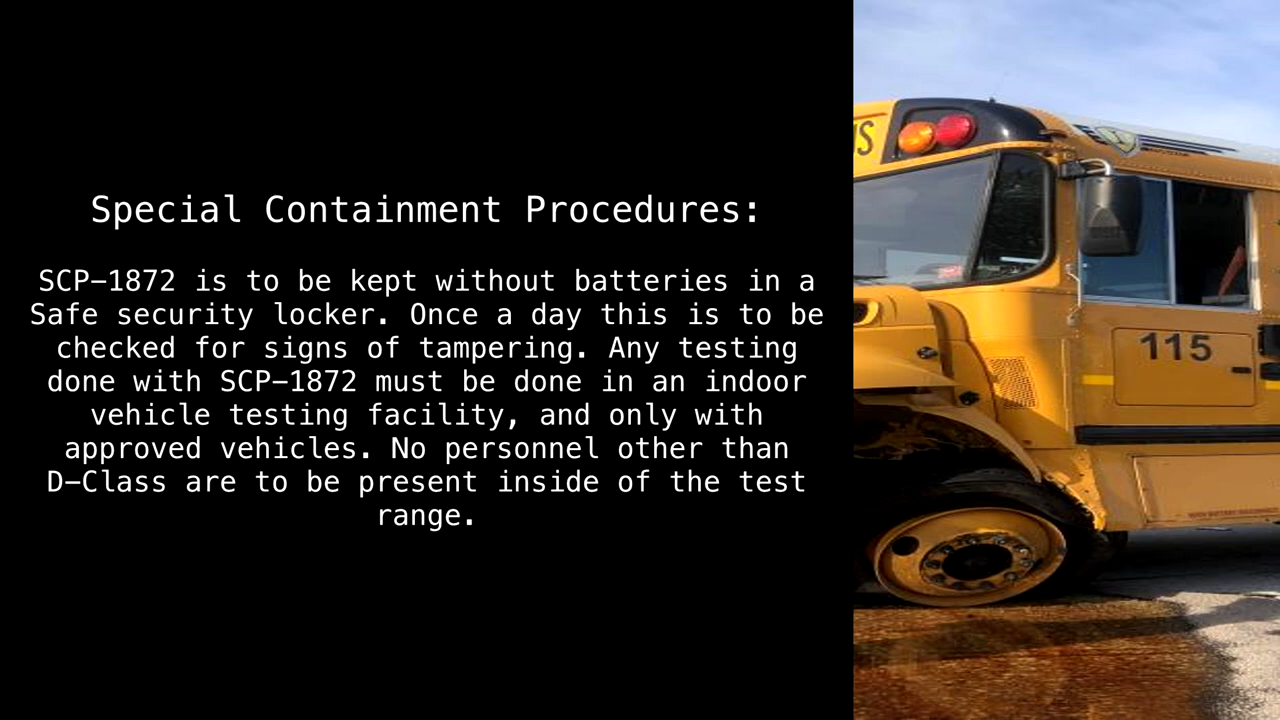 Special Containment Procedures:
SCP-1872 is to be kept without batteries in a
Safe security locker. Once a day this is to be
checked for signs of tampering. Any testing
done with SCP-1872 must be done in an indoor
vehicle testing facility, and only with
approved vehicles. No personnel other than
D-Class are to be present inside of the test
range.
US
115